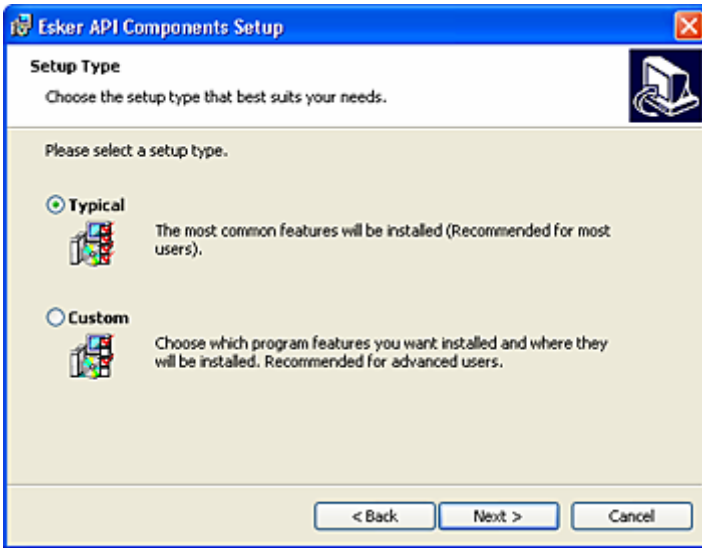 Esker API Components Setup
Setup Type
Choose the setup type that best suits your needs.
Please select a setup type.
Typical
The most common features will be installed (Recommended for most
users).
Custom
Choose which program features you want installed and where they
will be installed. Recommended for advanced users.
< Back
Next >
Cancel